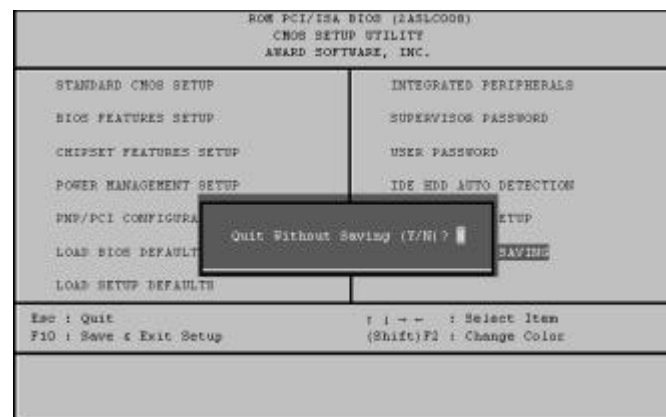 ROM PCI/ISA BIOS (2ASLC008)
CMOS SETUP UTILITY
AWARD SOFTWARE, INC.
STANDARD CMOS SETUP
BIOS FEATURES SETUP
CHIPSET FEATURES SETUP
POWER MANAGEMENT SETUP
PNP/PCI CONFIGURA
LOAD BIOS DEFAULT
LOAD SETUP DEFAULTS
INTEGRATED PERIPHERALS
SUPERVISOR PASSWORD
USER PASSWORD
IDE HDD AUTO DETECTION
ETUP
SAVING
Quit Without Saving (Y/N)?
Esc : Quit
F10 : Save & Exit Setup
↑ ↓ → ← : Select Item
(Shift)F2 : Change Color